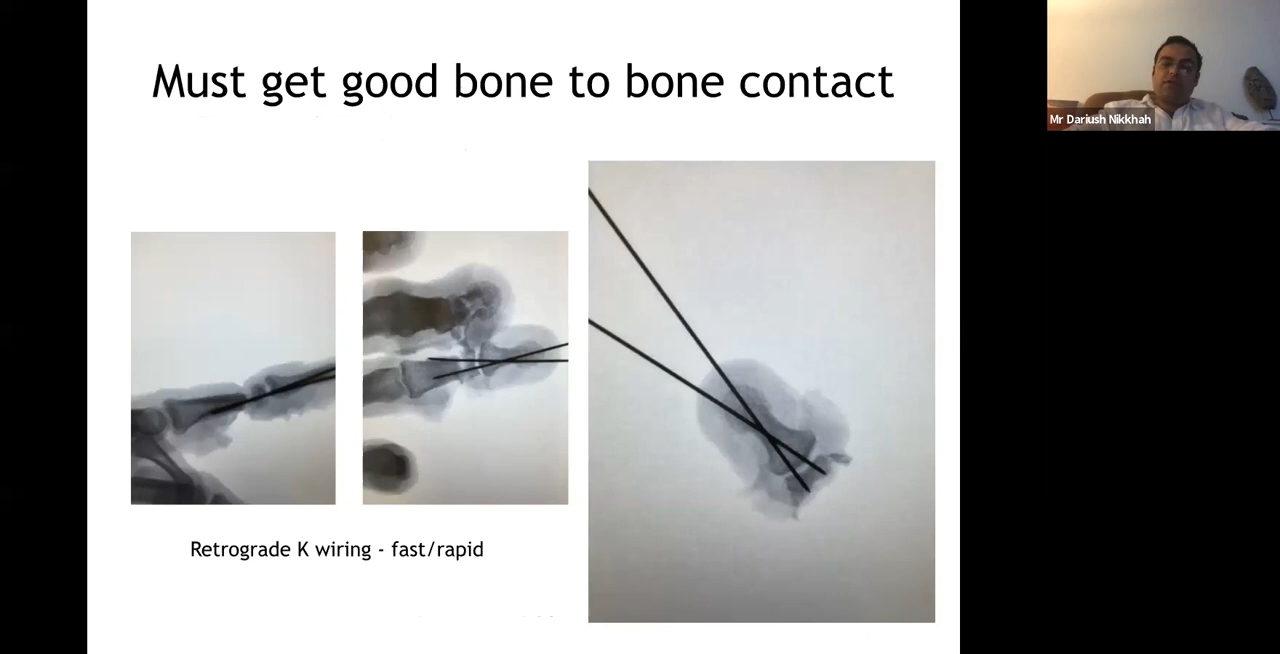 Must get good bone to bone contact
Mr Dariush Nikkhah
Retrograde K wiring - fast/rapid